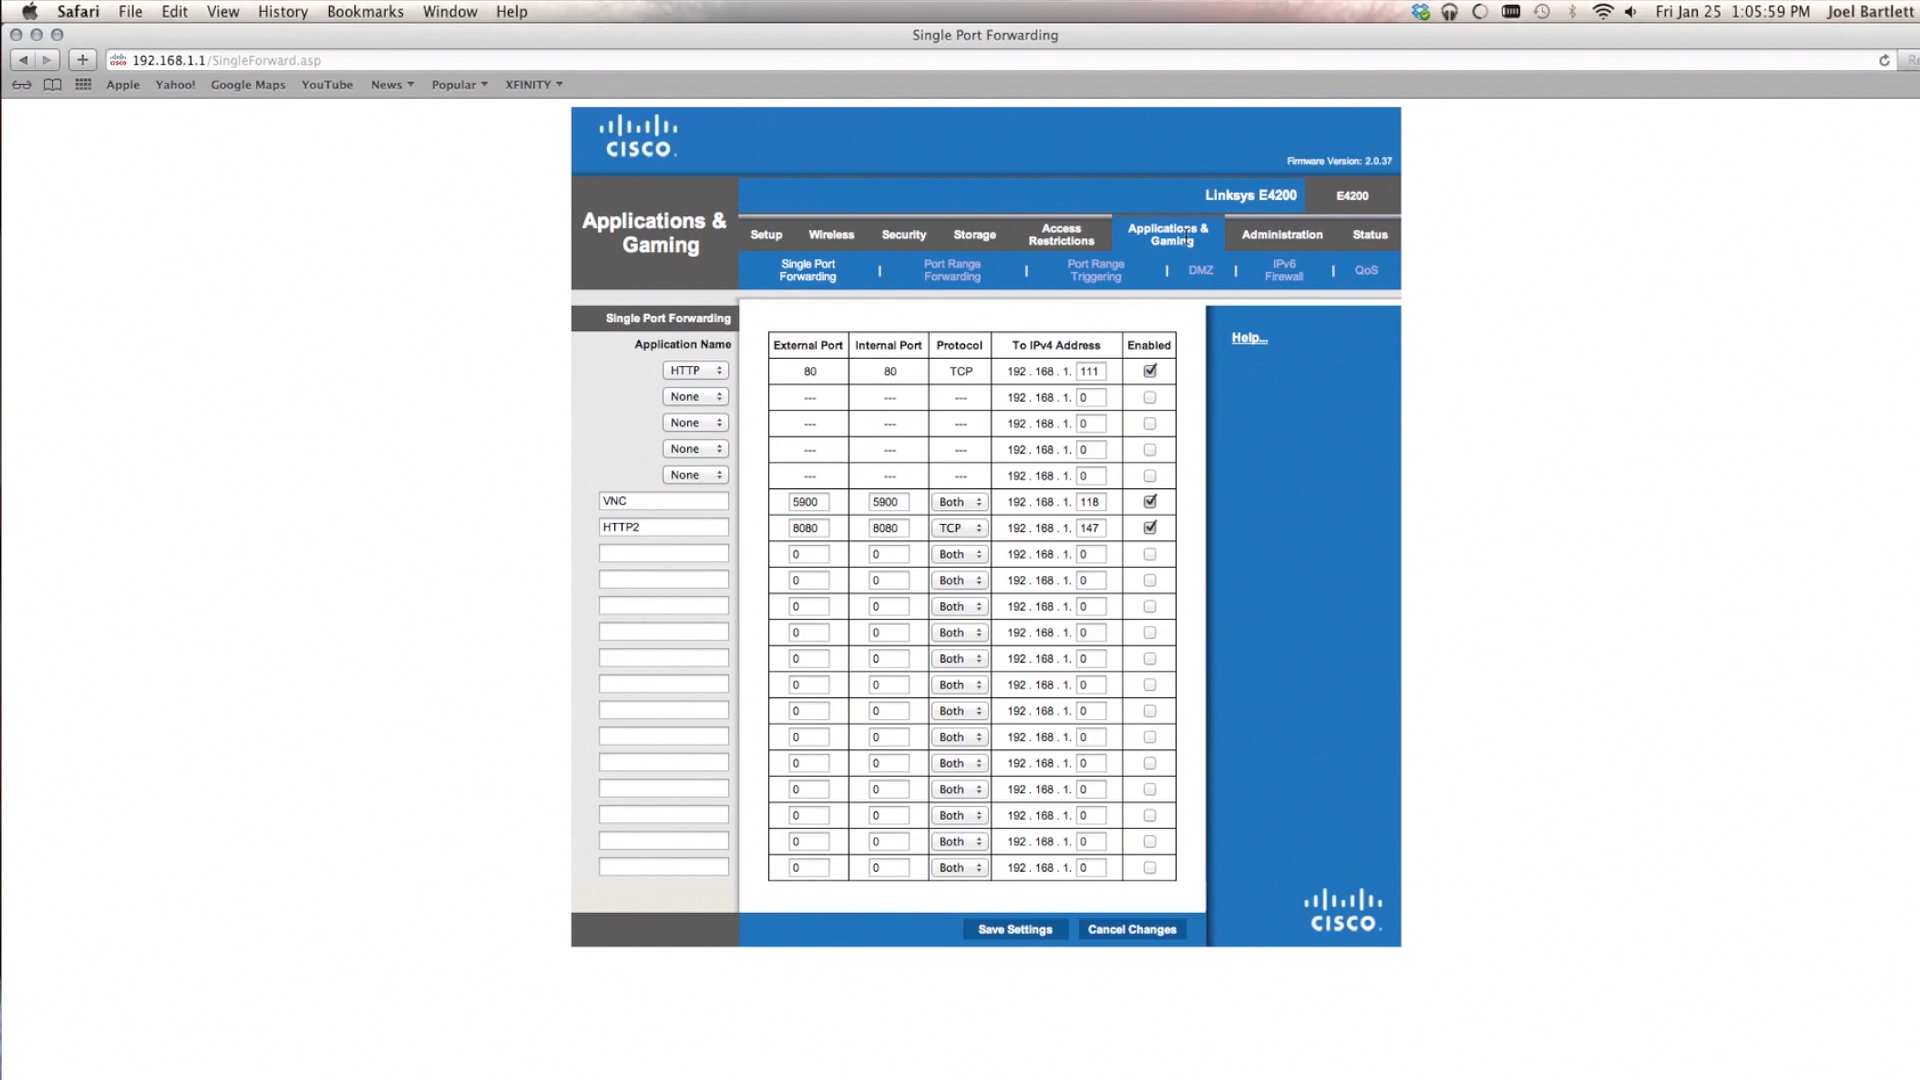 Safari File Edit View History Bookmarks Window Help Fri Jan 25 1:05:59 PM Joel Bartlett
Single Port Forwarding
192.168.1.1/SingleForward.asp
Apple Yahoo! Google Maps YouTube News Popular XFINITY
CISCO
Firmware Version: 2.0.37
Linksys E4200 E4200
Applications &
Gaming
Setup Wireless Security Storage Access Restrictions Applications & Gaming Administration Status
Single Port Forwarding | Port Range Forwarding | Port Range Triggering | DMZ | IPv6 Firewall | QoS
Single Port Forwarding
Help...
Application Name External Port Internal Port Protocol To IPv4 Address Enabled
HTTP 80 80 TCP 192 . 168 . 1. 111
None --- --- --- 192 . 168 . 1. 0
None --- --- --- 192 . 168 . 1. 0
None --- --- --- 192 . 168 . 1. 0
None --- --- --- 192 . 168 . 1. 0
VNC 5900 5900 Both 192 . 168 . 1. 118
HTTP2 8080 8080 TCP 192 . 168 . 1. 147
0 0 Both 192 . 168 . 1. 0
0 0 Both 192 . 168 . 1. 0
0 0 Both 192 . 168 . 1. 0
0 0 Both 192 . 168 . 1. 0
0 0 Both 192 . 168 . 1. 0
0 0 Both 192 . 168 . 1. 0
0 0 Both 192 . 168 . 1. 0
0 0 Both 192 . 168 . 1. 0
0 0 Both 192 . 168 . 1. 0
0 0 Both 192 . 168 . 1. 0
0 0 Both 192 . 168 . 1. 0
0 0 Both 192 . 168 . 1. 0
0 0 Both 192 . 168 . 1. 0
CISCO
Save Settings Cancel Changes